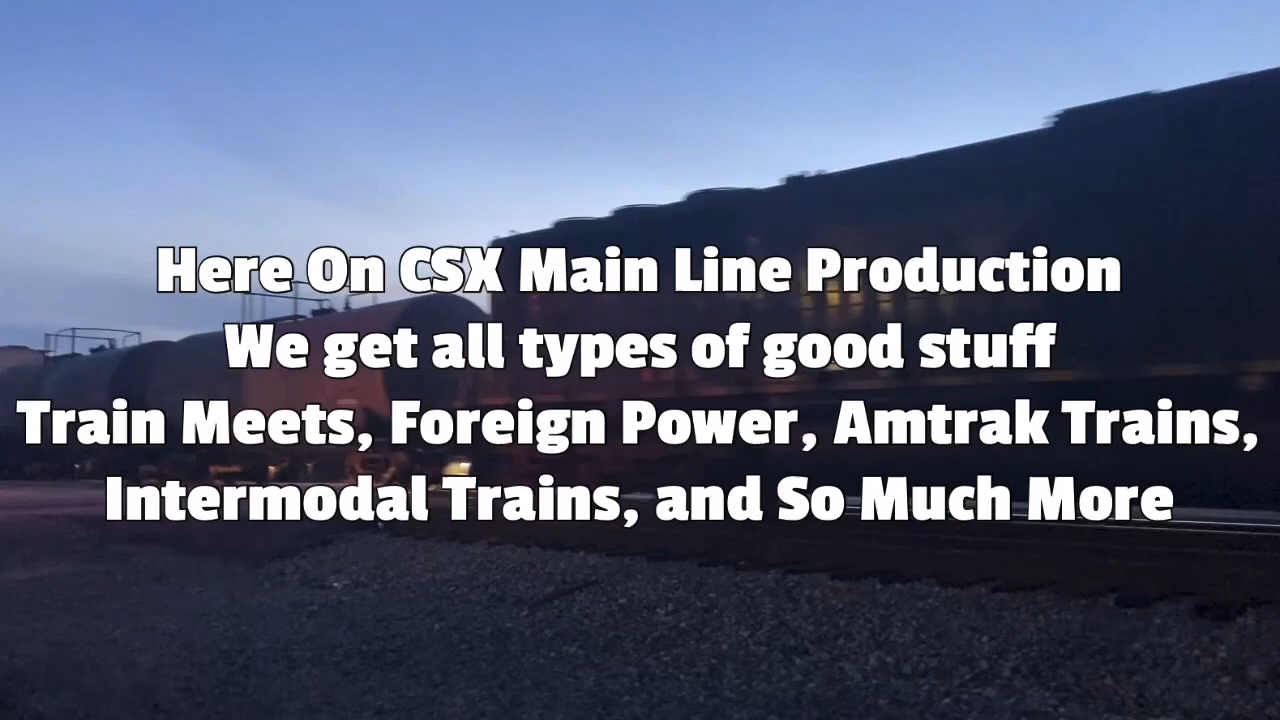 Here On CSX Main Line Production
We get all types of good stuff
Train Meets, Foreign Power, Amtrak Trains,
Intermodal Trains, and So Much More